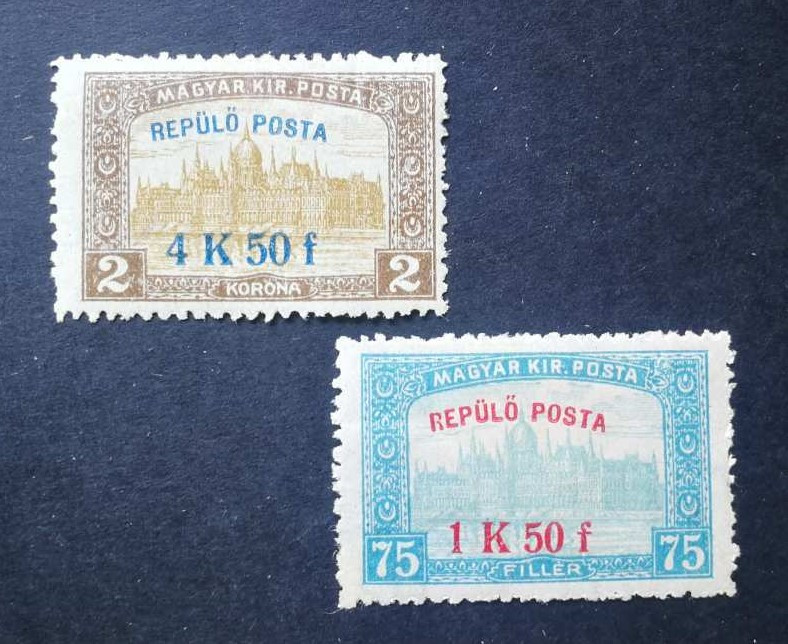 MAGYAR KIR. POSTA
REPÜLŐ POSTA
4 K 50 f
2 KORONA 2
MAGYAR KIR. POSTA
REPÜLŐ POSTA
1 K 50 f
75 FILLÉR 75